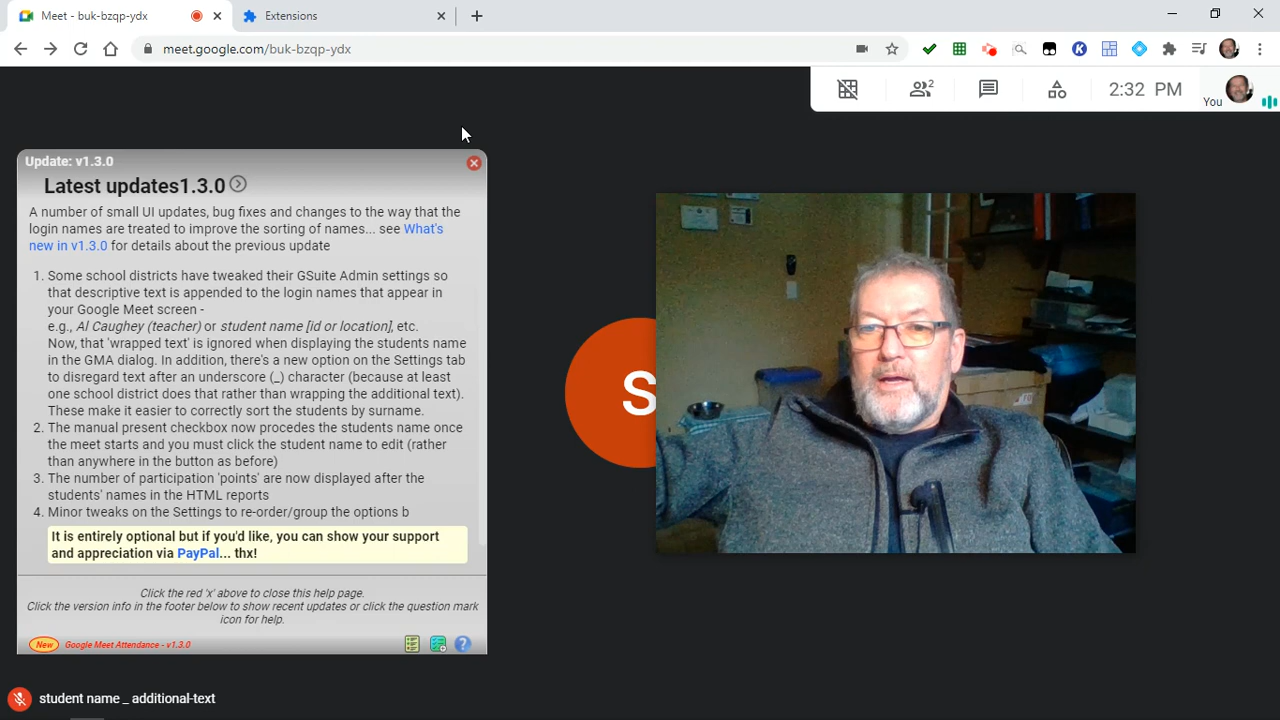 Meet - buk-bzqp-ydx
Extensions
meet.google.com/buk-bzqp-ydx
2
2:32 PM
You
Update: v1.3.0
Latest updates1.3.0
A number of small UI updates, bug fixes and changes to the way that the
login names are treated to improve the sorting of names... see What's
new in v1.3.0 for details about the previous update
1. Some school districts have tweaked their GSuite Admin settings so
that descriptive text is appended to the login names that appear in
your Google Meet screen -
e.g., Al Caughey (teacher) or student name [id or location], etc.
Now, that 'wrapped text' is ignored when displaying the students name
in the GMA dialog. In addition, there's a new option on the Settings tab
to disregard text after an underscore (_) character (because at least
one school district does that rather than wrapping the additional text).
These make it easier to correctly sort the students by surname.
2. The manual present checkbox now procedes the students name once
the meet starts and you must click the student name to edit (rather
than anywhere in the button as before)
3. The number of participation 'points' are now displayed after the
students' names in the HTML reports
4. Minor tweaks on the Settings to re-order/group the options b
It is entirely optional but if you'd like, you can show your support
and appreciation via PayPal... thx!
Click the red 'x' above to close this help page.
Click the version info in the footer below to show recent updates or click the question mark
icon for help.
New Google Meet Attendance - v1.3.0
S
student name _ additional-text